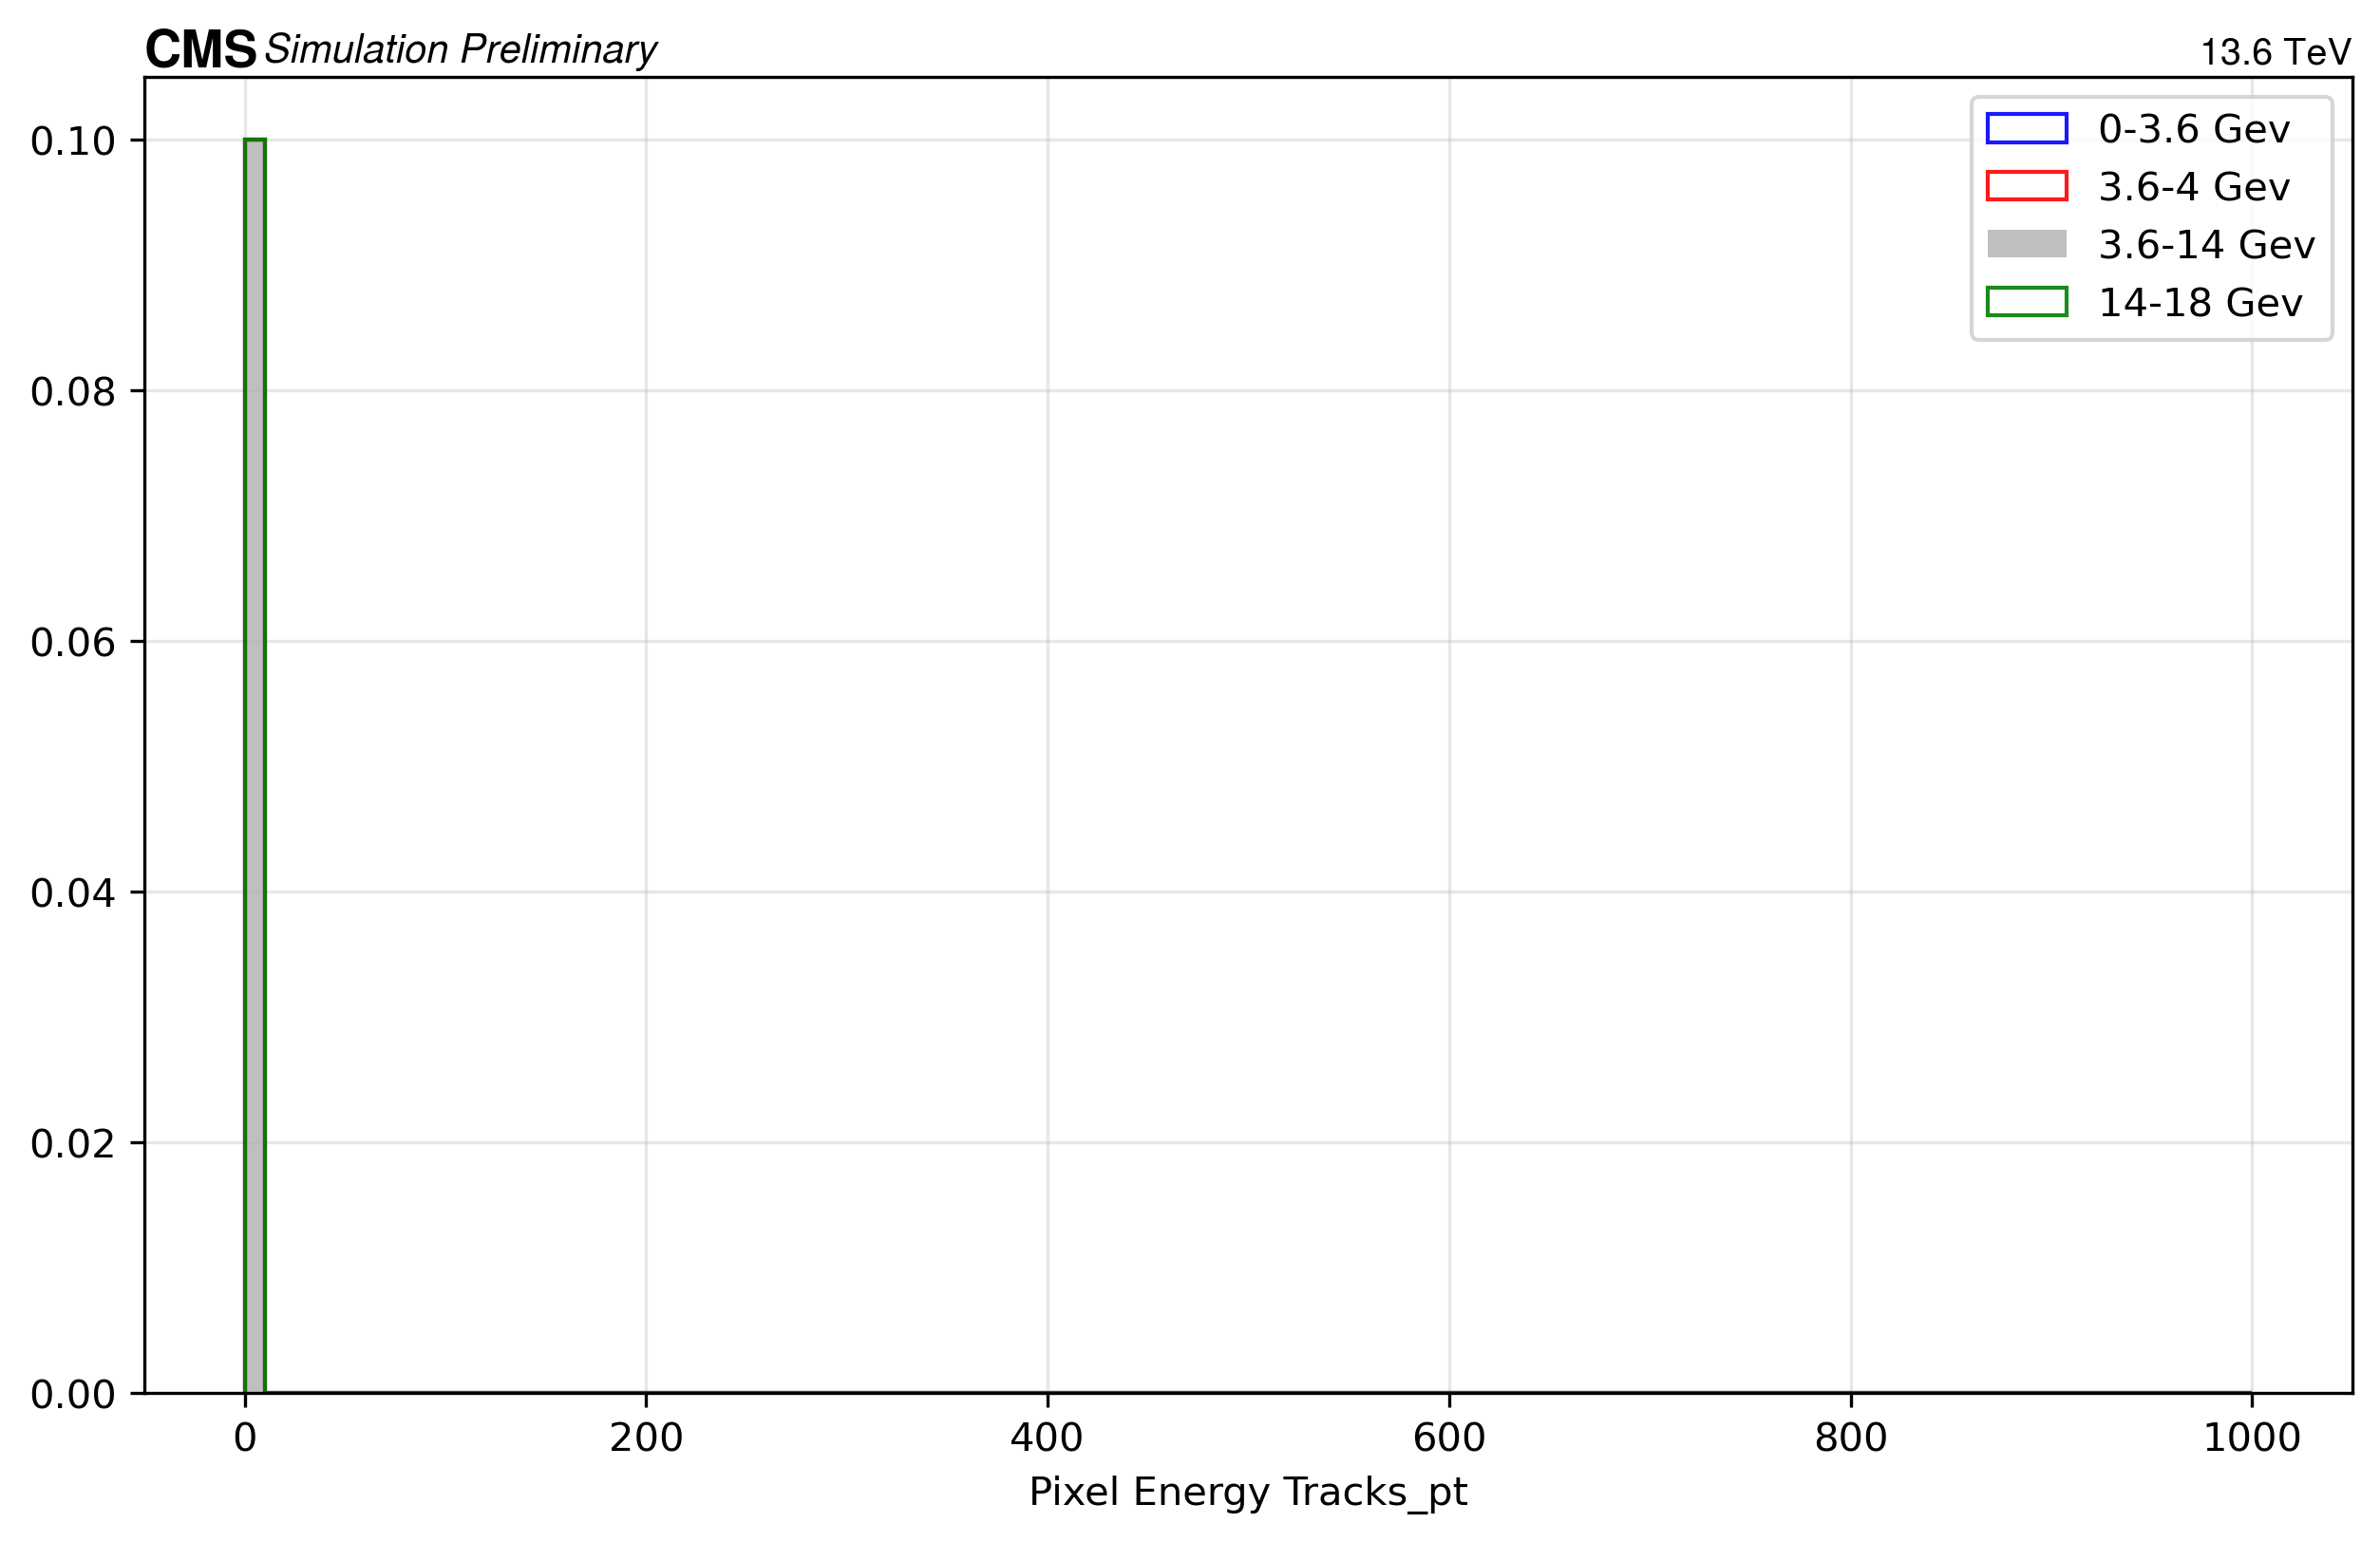 CMS Simulation Preliminary
13.6 TeV
0-3.6 Gev
3.6-4 Gev
3.6-14 Gev
14-18 Gev
0.10
0.08
0.06
0.04
0.02
0.00
0 200 400 600 800 1000
Pixel Energy Tracks_pt